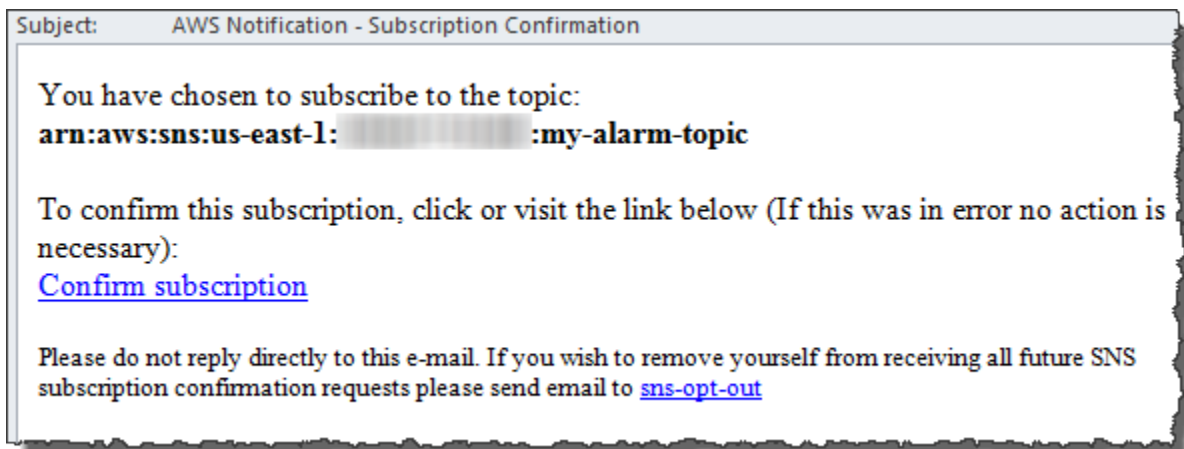 Subject: AWS Notification - Subscription Confirmation
You have chosen to subscribe to the topic:
arn:aws:sns:us-east-1: :my-alarm-topic
To confirm this subscription, click or visit the link below (If this was in error no action is
necessary):
Confirm subscription
Please do not reply directly to this e-mail. If you wish to remove yourself from receiving all future SNS
subscription confirmation requests please send email to sns-opt-out